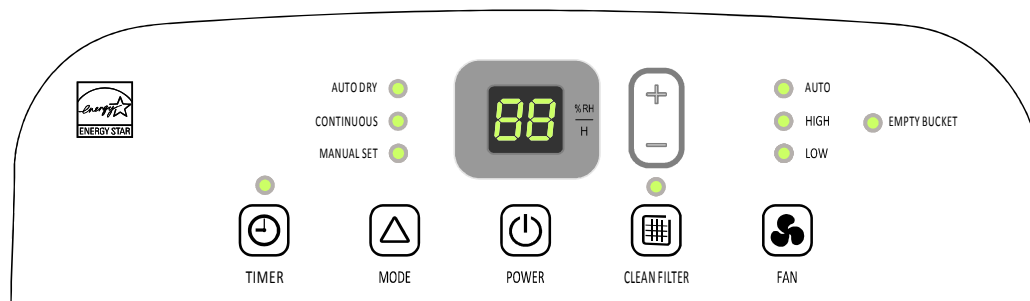 energy
ENERGY STAR
AUTO DRY
CONTINUOUS
MANUAL SET
88
%RH
H
+
−
AUTO
HIGH
LOW
EMPTY BUCKET
TIMER
MODE
POWER
CLEAN FILTER
FAN